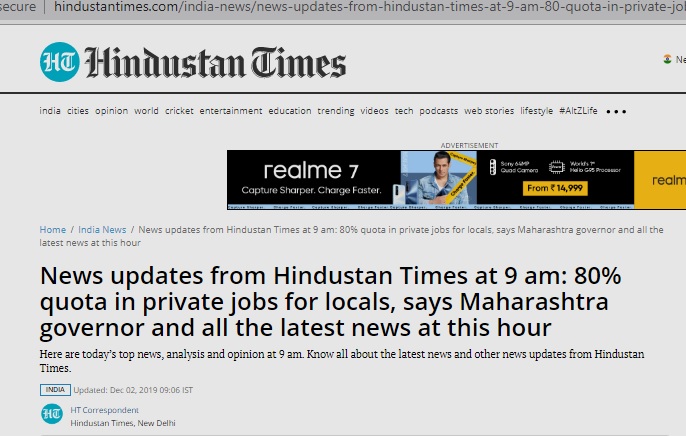 ecure | hindustantimes.com/india-news/news-updates-from-hindustan-times-at-9-am-80-quota-in-private-jo
HT Hindustan Times
Ne
india cities opinion world cricket entertainment education trending videos tech podcasts web stories lifestyle #AltZLife •••
ADVERTISEMENT
realme 7
Capture Sharper. Charge Faster.
Capture Sharper.
Charge Faster.
Sony 64MP
Quad Camera
World's 1st
Helio G95 Processor
From ₹ 14,999
realm
Home / India News / News updates from Hindustan Times at 9 am: 80% quota in private jobs for locals, says Maharashtra governor and all the
latest news at this hour
News updates from Hindustan Times at 9 am: 80%
quota in private jobs for locals, says Maharashtra
governor and all the latest news at this hour
Here are today's top news, analysis and opinion at 9 am. Know all about the latest news and other news updates from Hindustan
Times.
INDIA Updated: Dec 02, 2019 09:06 IST
HT HT Correspondent
Hindustan Times, New Delhi